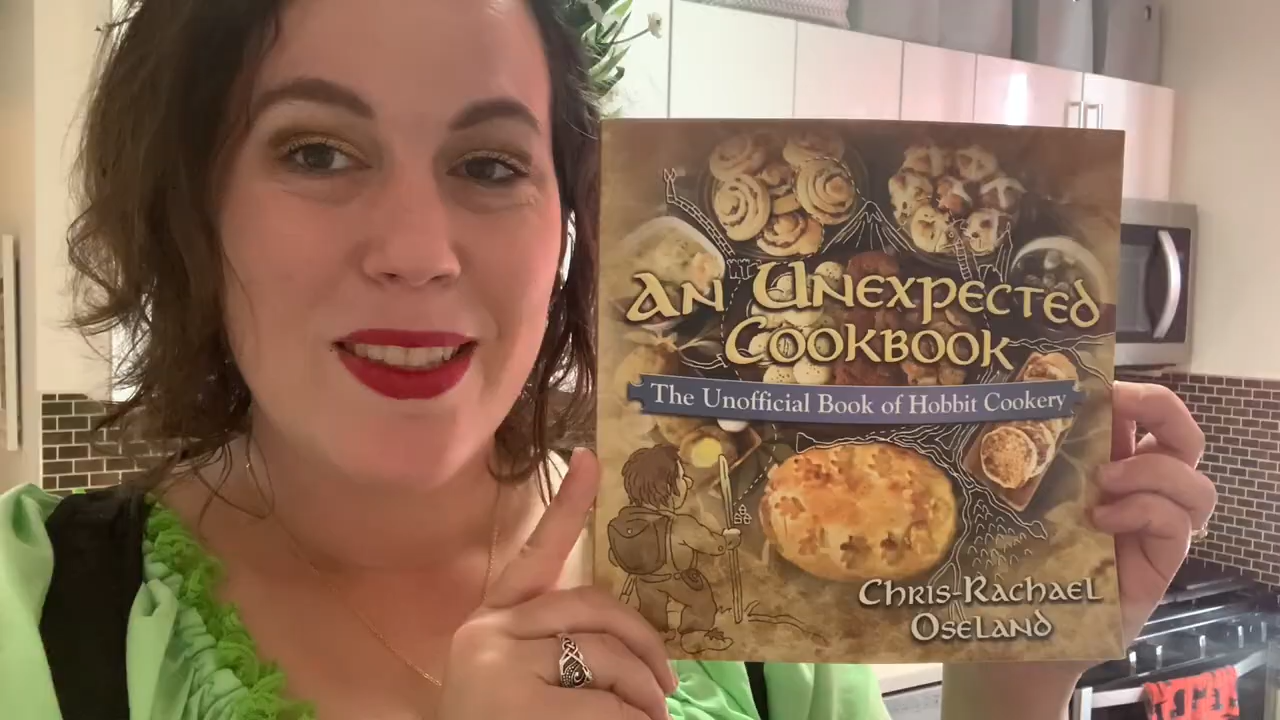 An Unexpected
Cookbook
The Unofficial Book of Hobbit Cookery
Chris-Rachael
Oseland